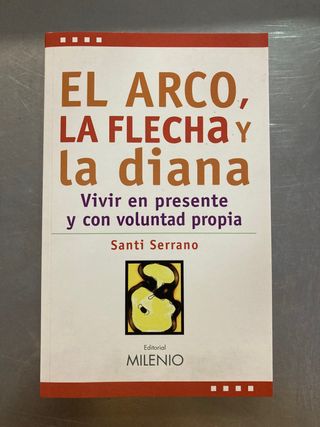 EL ARCO,
LA FLECHa Y
la diana
Vivir en presente
y con voluntad propia
Santi Serrano
Editorial
MILENIO